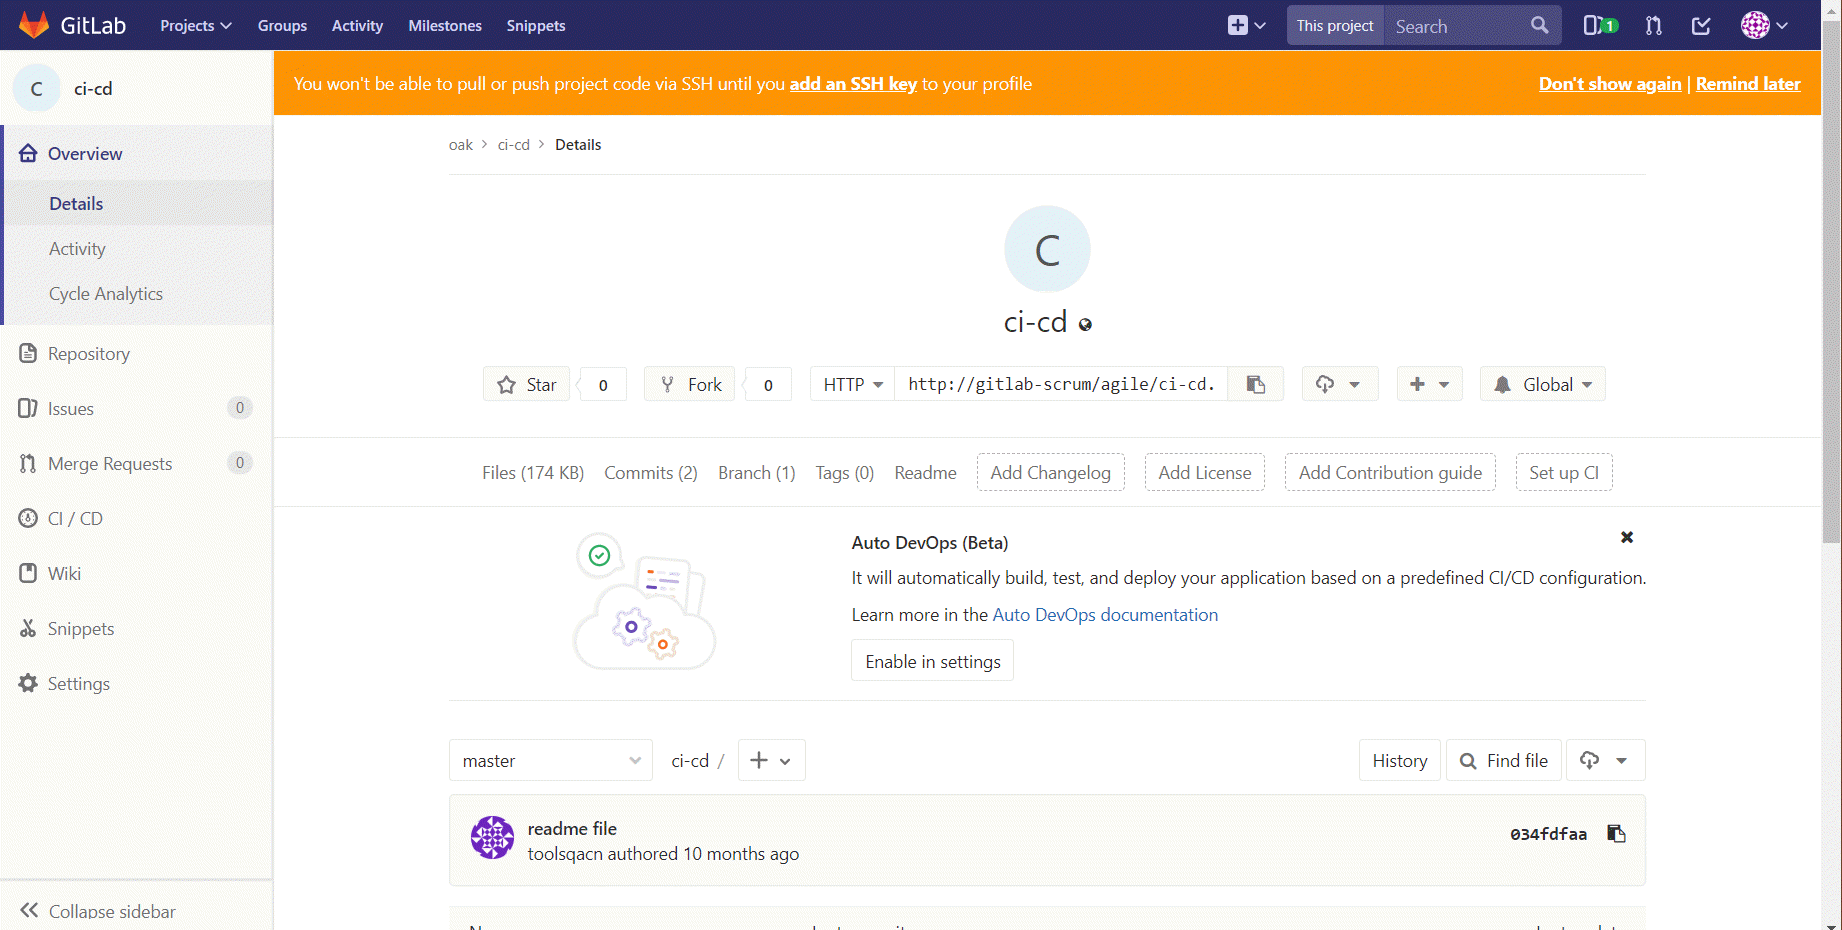 GitLab Projects Groups Activity Milestones Snippets This project Search 1
C ci-cd
You won't be able to pull or push project code via SSH until you add an SSH key to your profile Don't show again | Remind later
Overview
Details
Activity
Cycle Analytics
Repository
Issues 0
Merge Requests 0
CI / CD
Wiki
Snippets
Settings
Collapse sidebar
oak > ci-cd > Details
C
ci-cd
Star 0 Fork 0 HTTP http://gitlab-scrum/agile/ci-cd. Global
Files (174 KB) Commits (2) Branch (1) Tags (0) Readme Add Changelog Add License Add Contribution guide Set up CI
Auto DevOps (Beta)
It will automatically build, test, and deploy your application based on a predefined CI/CD configuration.
Learn more in the Auto DevOps documentation
Enable in settings
master ci-cd / History Find file
readme file
toolsqacn authored 10 months ago
034fdfaa